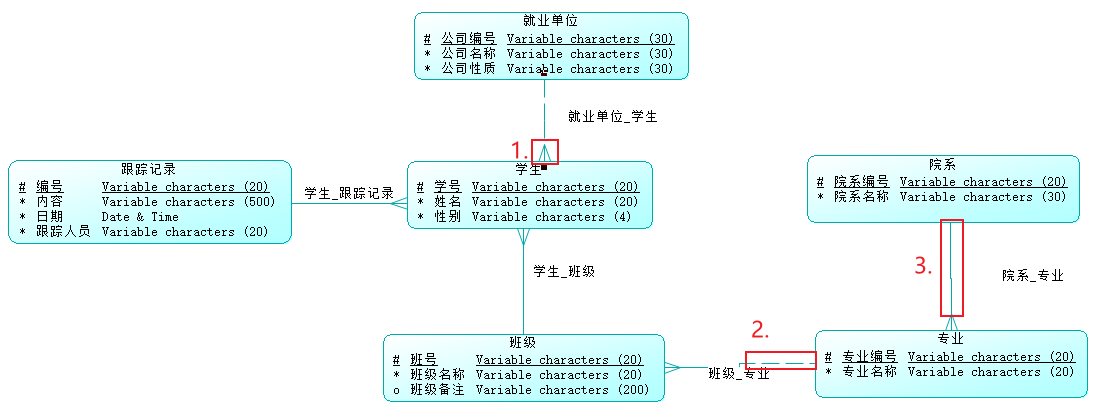 就业单位
# 公司编号 Variable characters (30)
* 公司名称 Variable characters (30)
* 公司性质 Variable characters (30)
就业单位_学生
1.
跟踪记录
# 编号 Variable characters (20)
* 内容 Variable characters (500)
* 日期 Date & Time
* 跟踪人员 Variable characters (20)
学生_跟踪记录
学生
# 学号 Variable characters (20)
* 姓名 Variable characters (20)
* 性别 Variable characters (4)
院系
# 院系编号 Variable characters (20)
* 院系名称 Variable characters (30)
学生_班级
3.
院系_专业
班级
# 班号 Variable characters (20)
* 班级名称 Variable characters (20)
o 班级备注 Variable characters (200)
2.
班级_专业
专业
# 专业编号 Variable characters (20)
* 专业名称 Variable characters (20)